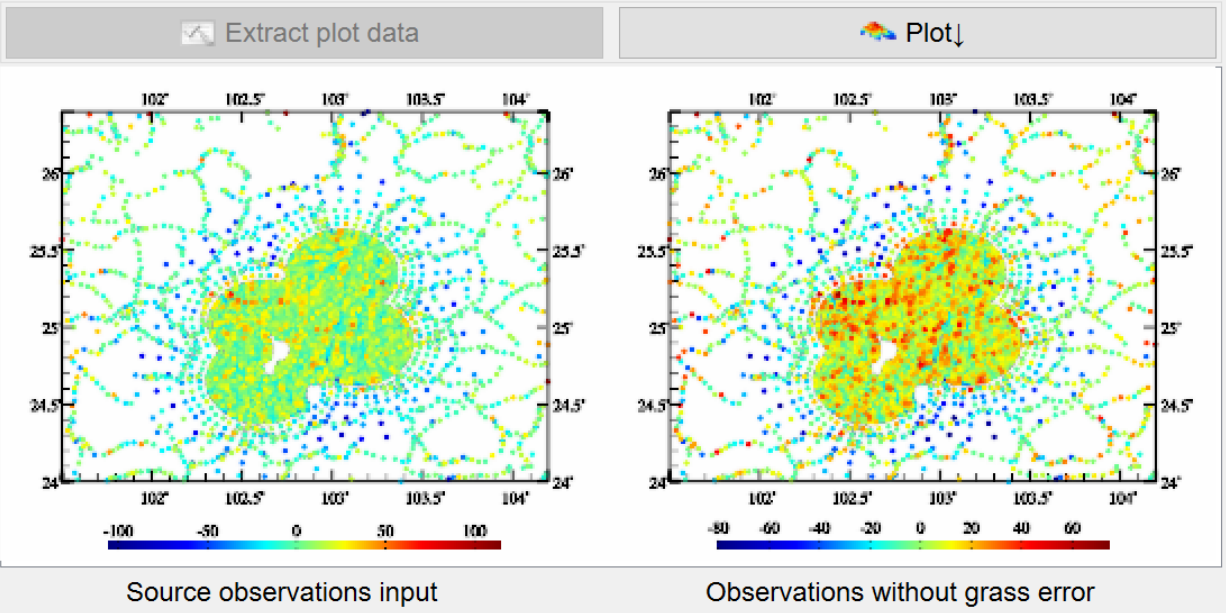 Extract plot data
Plot↓
102° 102.5° 103° 103.5° 104°
102° 102.5° 103° 103.5° 104°
26° 26° 26° 26°
25.5° 25.5° 25.5° 25.5°
25° 25° 25° 25°
24.5° 24.5° 24.5° 24.5°
24° 24° 24° 24°
102° 102.5° 103° 103.5° 104°
102° 102.5° 103° 103.5° 104°
-100 -50 0 50 100
-80 -60 -40 -20 0 20 40 60
Source observations input
Observations without grass error